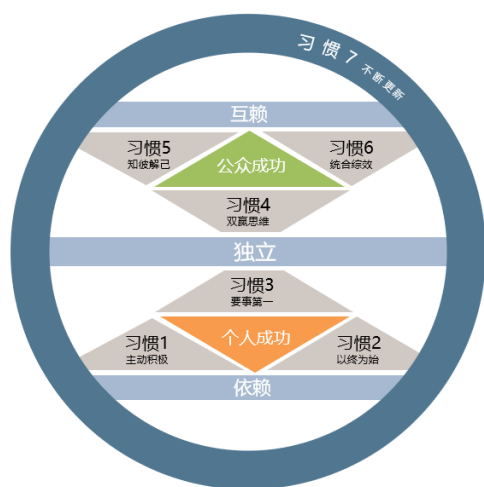 习惯7 不断更新
互赖
习惯5
知彼解己
习惯6
统合综效
公众成功
习惯4
双赢思维
独立
习惯3
要事第一
个人成功
习惯1
主动积极
习惯2
以终为始
依赖